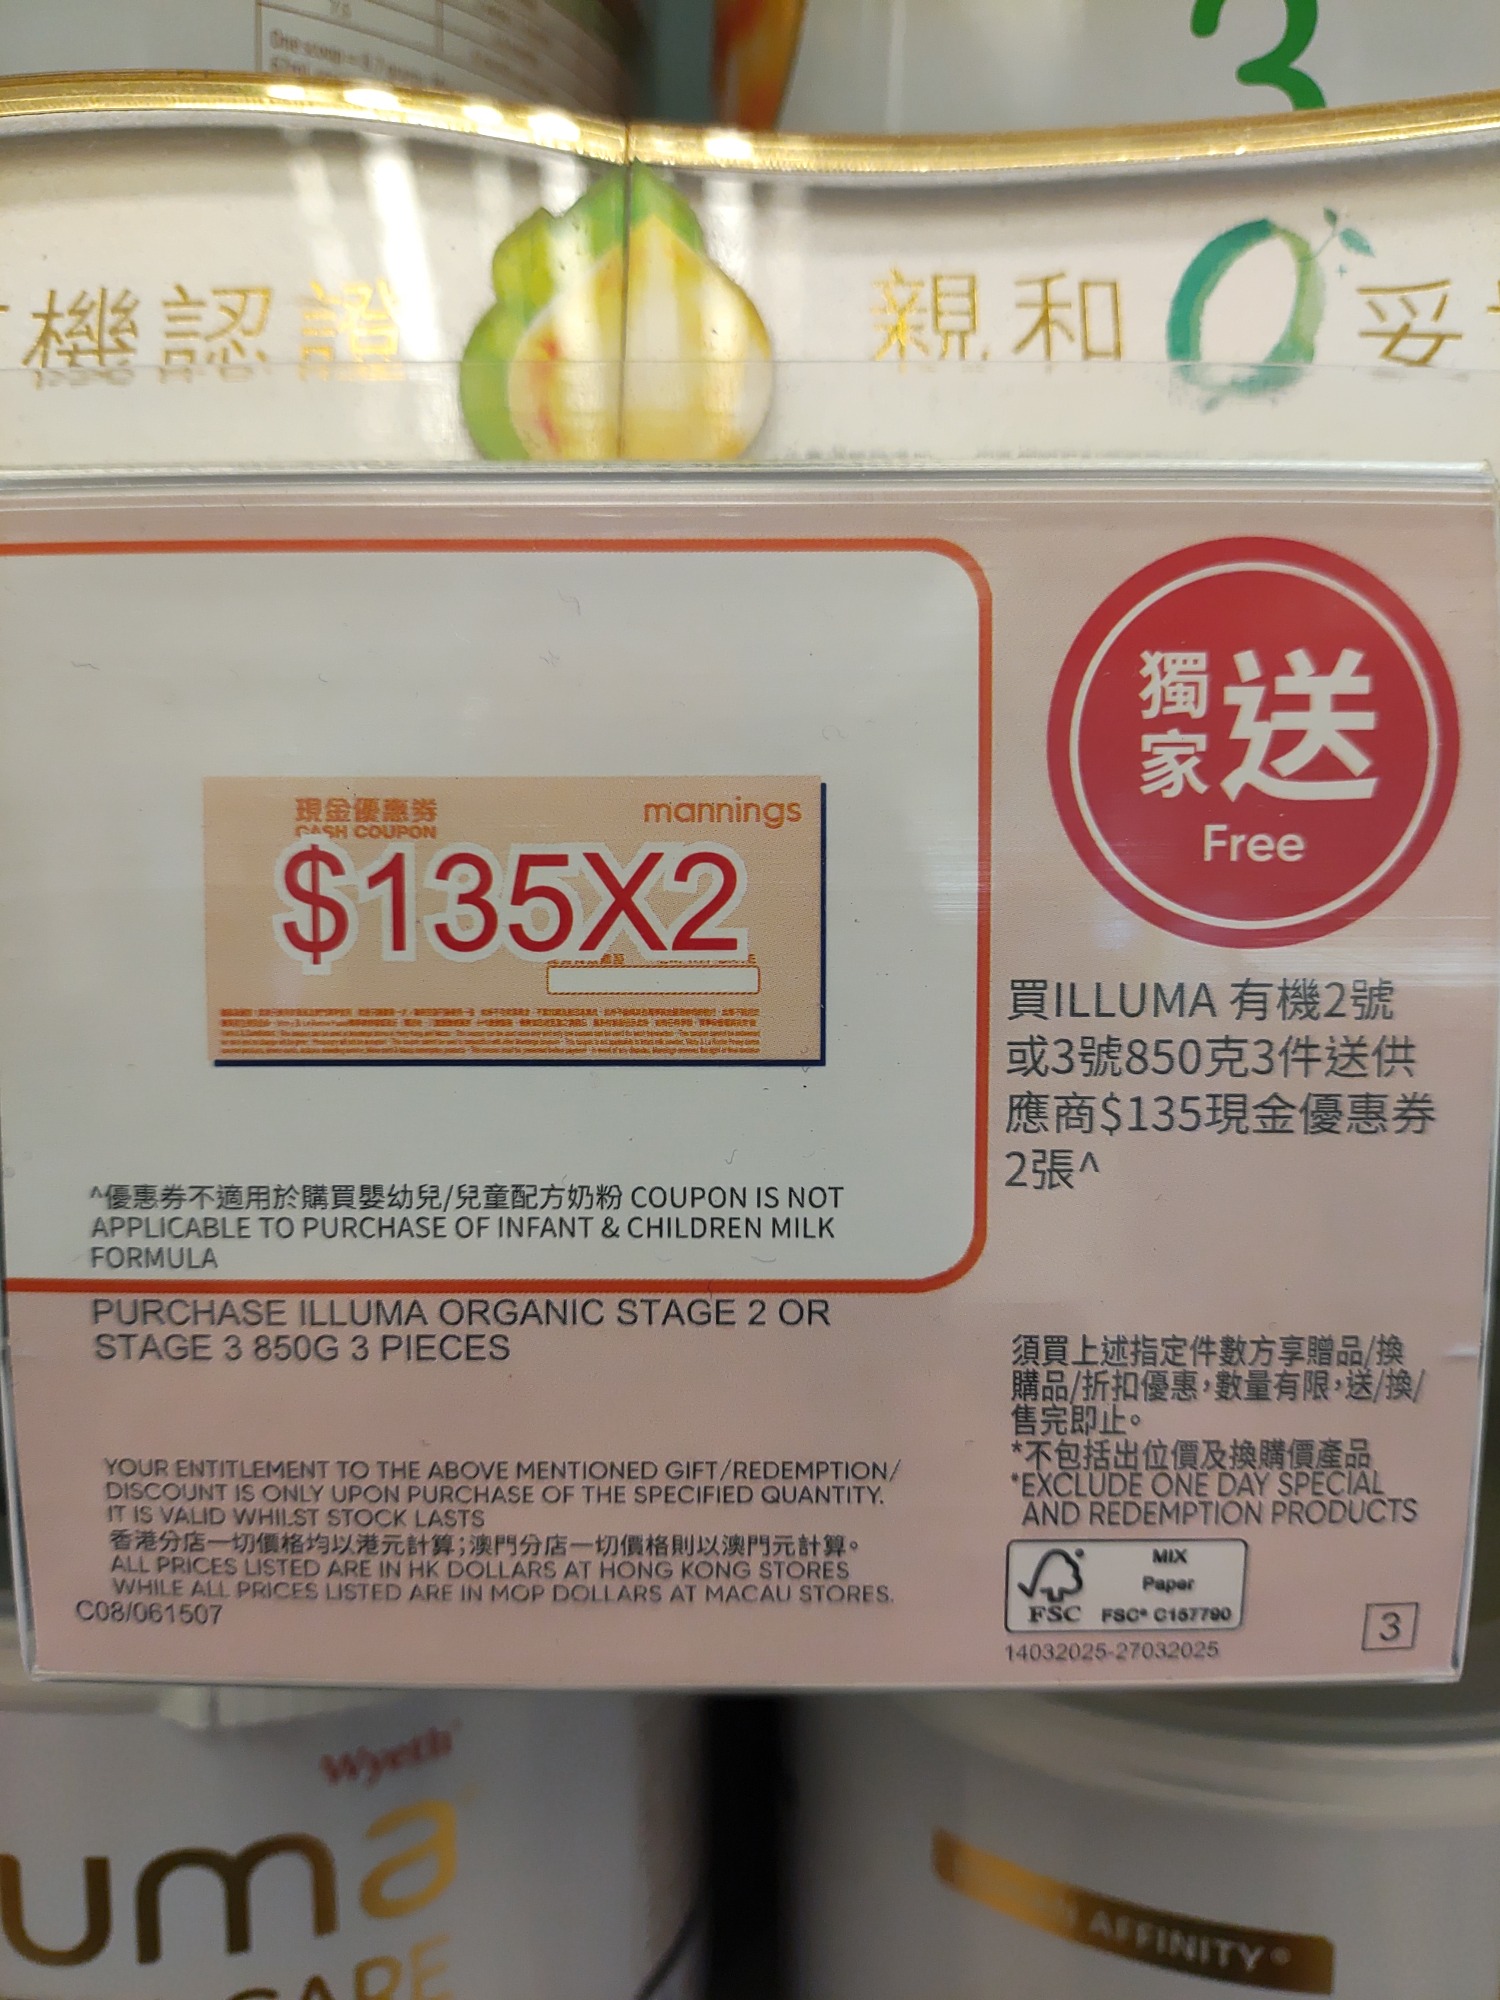 3
機認證
親和
妥
獨家送
Free
現金優惠券
mannings
CASH COUPON
$135X2
買ILLUMA 有機2號
或3號850克3件送供
應商$135現金優惠券
2張^
^優惠券不適用於購買嬰幼兒/兒童配方奶粉 COUPON IS NOT
APPLICABLE TO PURCHASE OF INFANT & CHILDREN MILK
FORMULA
PURCHASE ILLUMA ORGANIC STAGE 2 OR
STAGE 3 850G 3 PIECES
須買上述指定件數方享贈品/換
購品/折扣優惠，數量有限，送/換/
售完即止。
*不包括出位價及換購價產品
*EXCLUDE ONE DAY SPECIAL
AND REDEMPTION PRODUCTS
YOUR ENTITLEMENT TO THE ABOVE MENTIONED GIFT/REDEMPTION/
DISCOUNT IS ONLY UPON PURCHASE OF THE SPECIFIED QUANTITY.
IT IS VALID WHILST STOCK LASTS
香港分店一切價格均以港元計算；澳門分店一切價格則以澳門元計算。
ALL PRICES LISTED ARE IN HK DOLLARS AT HONG KONG STORES
WHILE ALL PRICES LISTED ARE IN MOP DOLLARS AT MACAU STORES.
C08/061507
MIX
Paper
FSC FSC® C157790
14032025-27032025
3
Wyeth
uma
CARE
AFFINITY®